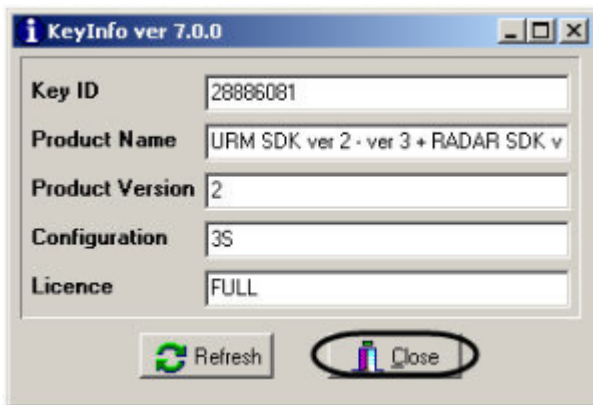 KeyInfo ver 7.0.0
Key ID 28886081
Product Name URM SDK ver 2 - ver 3 + RADAR SDK v
Product Version 2
Configuration 3S
Licence FULL
Refresh Close